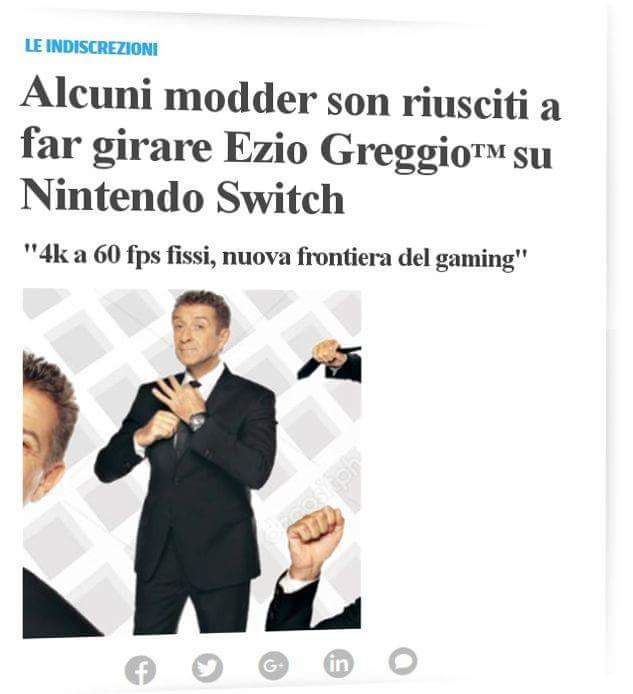 LE INDISCREZIONI
Alcuni modder son riusciti a
far girare Ezio Greggio™ su
Nintendo Switch
"4k a 60 fps fissi, nuova frontiera del gaming"
f
G+
in